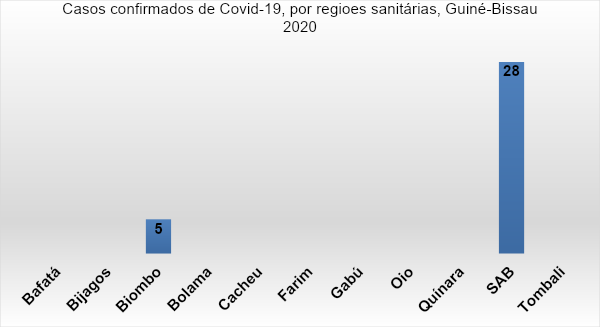 Casos confirmados de Covid-19, por regioes sanitárias, Guiné-Bissau
2020
28
5
Bafatá
Bijagos
Biombo
Bolama
Cacheu
Farim
Gabú
Oio
Quínara
SAB
Tombali